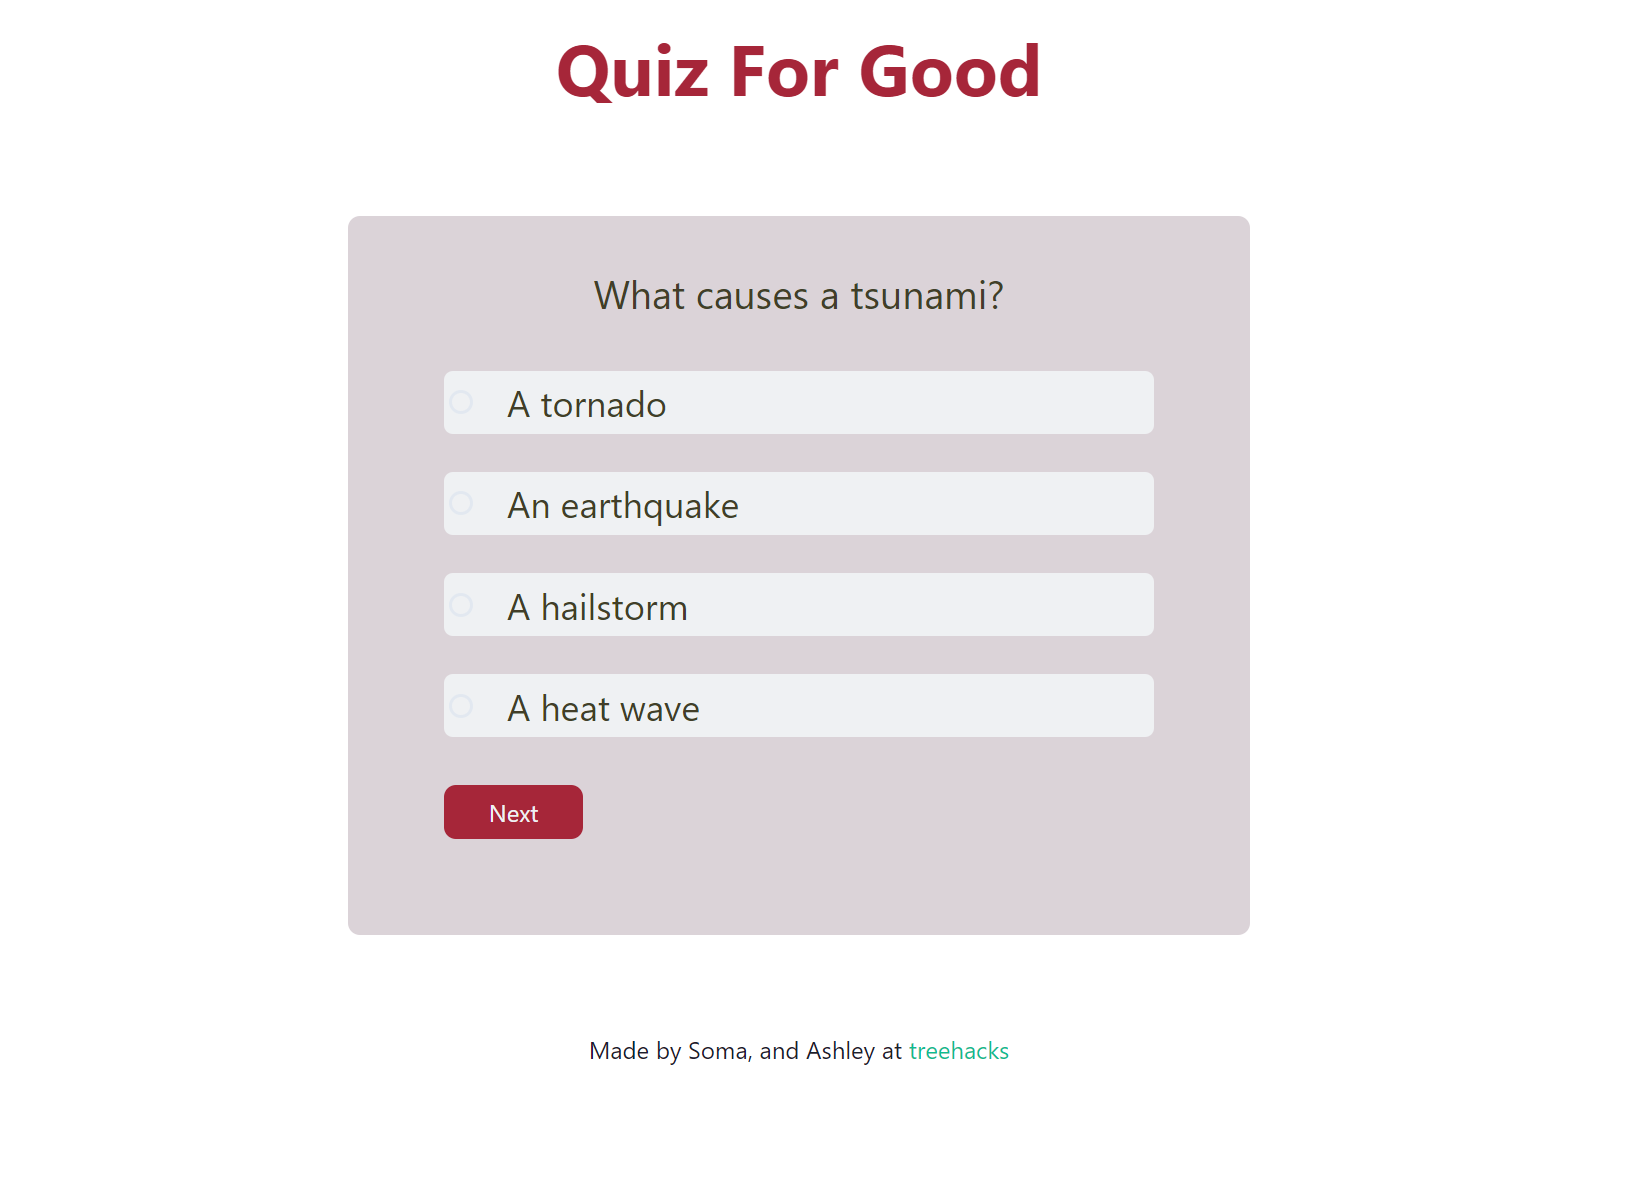 Quiz For Good
What causes a tsunami?
A tornado
An earthquake
A hailstorm
A heat wave
Next
Made by Soma, and Ashley at treehacks